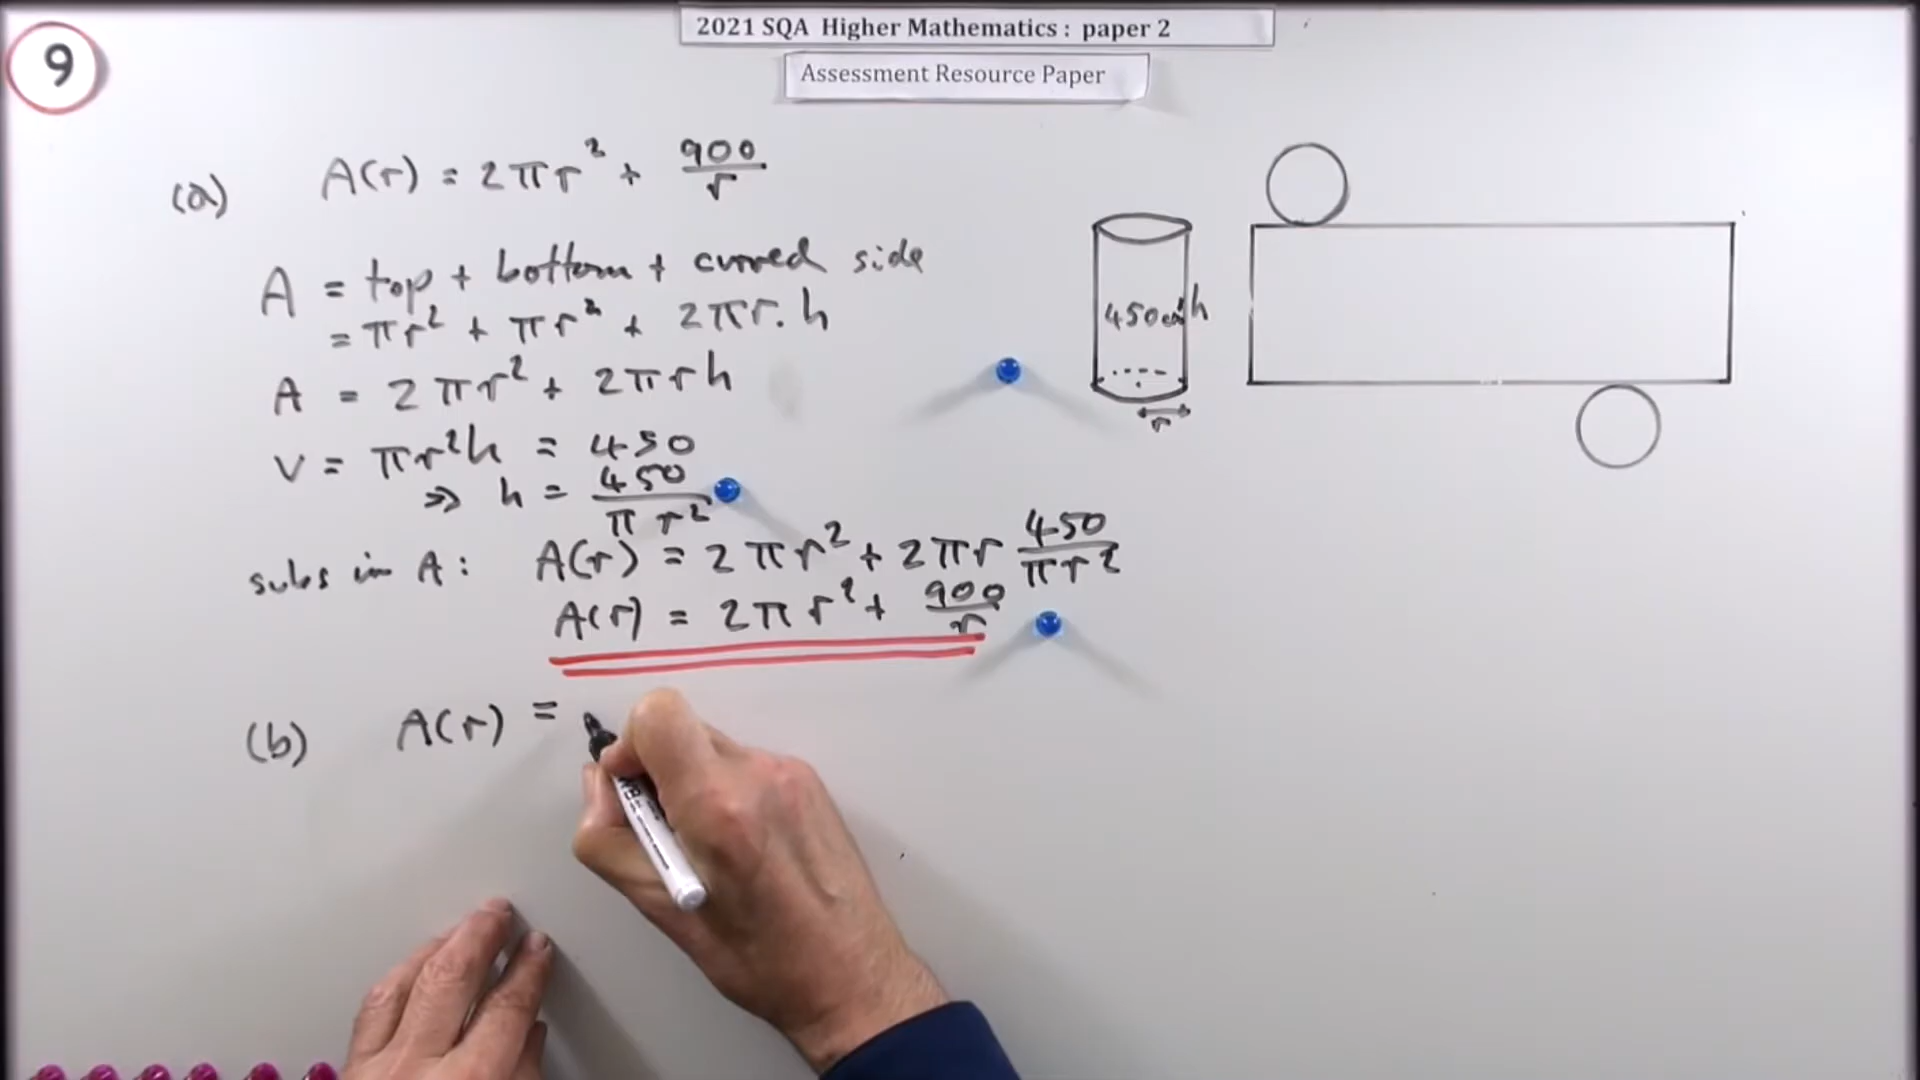 9
2021 SQA Higher Mathematics : paper 2
Assessment Resource Paper
(a) A(r) = 2πr² + 900/r
A = top + bottom + curved side
= πr² + πr² + 2πr.h
A = 2πr² + 2πrh
V = πr²h = 450
⇒ h = 450/πr²
subs in A: A(r) = 2πr² + 2πr 450/πr²
A(r) = 2πr² + 900/r
(b) A(r) =
h
r